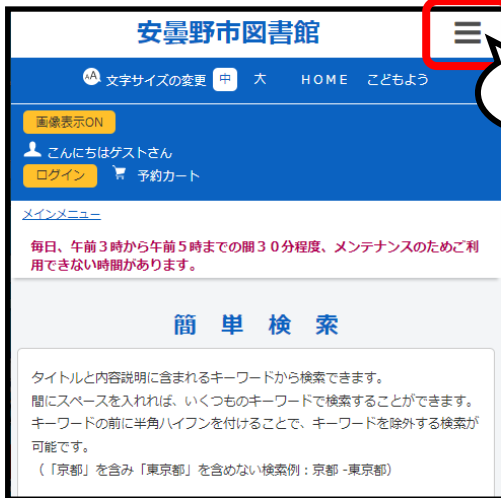 安曇野市図書館
文字サイズの変更 中 大 HOME こどもよう
画像表示ON
こんにちはゲストさん
ログイン 予約カート
メインメニュー
毎日、午前３時から午前５時までの間３０分程度、メンテナンスのためご利
用できない時間があります。
簡単検索
タイトルと内容説明に含まれるキーワードから検索できます。
間にスペースを入れれば、いくつものキーワードで検索することができます。
キーワードの前に半角ハイフンを付けることで、キーワードを除外する検索が
可能です。
（「京都」を含み「東京都」を含めない検索例：京都 -東京都）